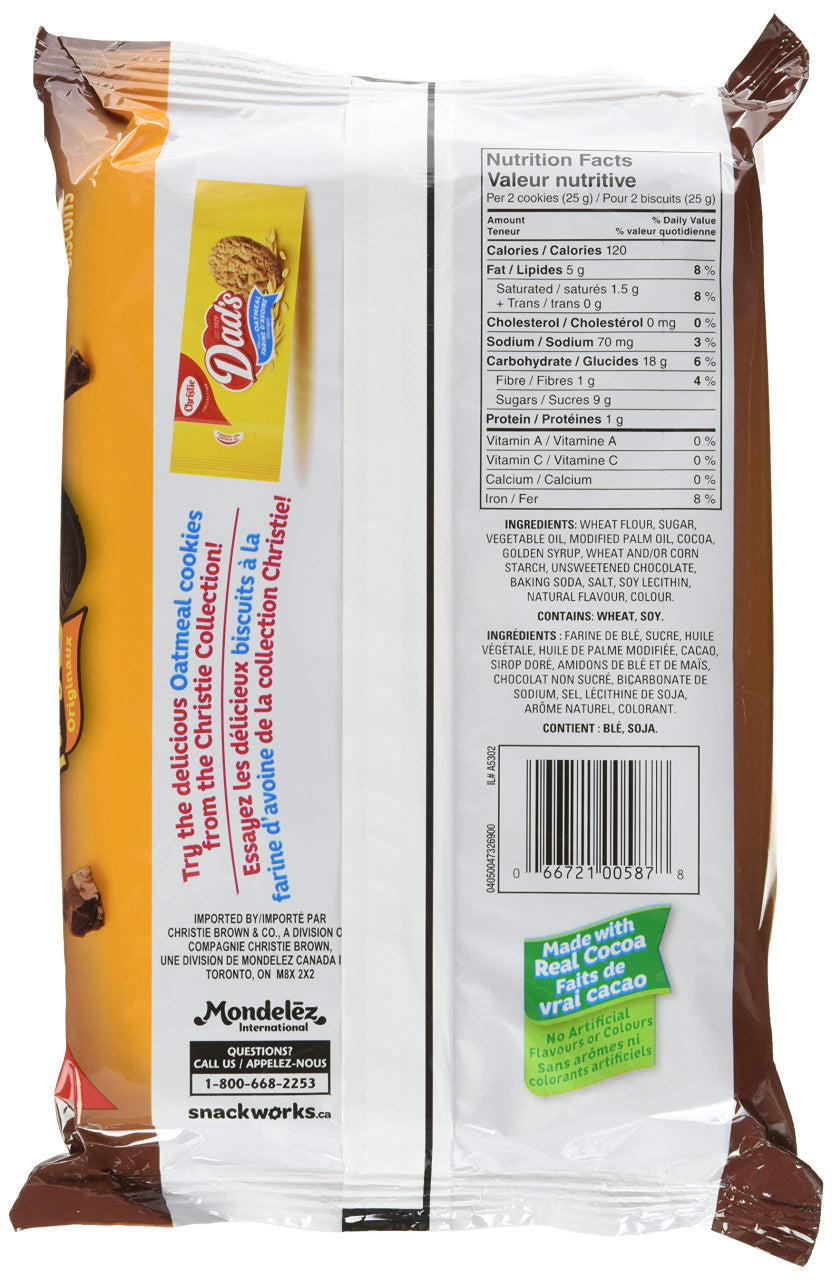 BISCUITS
Originaux
Christie
Dad's
OATMEAL
FARINE D'AVOINE
Try the delicious Oatmeal cookies
from the Christie Collection!
Essayez les délicieux biscuits à la
farine d'avoine de la collection Christie!
IMPORTED BY/IMPORTÉ PAR
CHRISTIE BROWN & CO., A DIVISION O
COMPAGNIE CHRISTIE BROWN,
UNE DIVISION DE MONDELEZ CANADA I
TORONTO, ON M8X 2X2
Mondelēz
International
QUESTIONS?
CALL US / APPELEZ-NOUS
1-800-668-2253
snackworks.ca
Nutrition Facts
Valeur nutritive
Per 2 cookies (25 g) / Pour 2 biscuits (25 g)
Amount % Daily Value
Teneur % valeur quotidienne
Calories / Calories 120
Fat / Lipides 5 g 8 %
Saturated / saturés 1.5 g
+ Trans / trans 0 g 8 %
Cholesterol / Cholestérol 0 mg 0 %
Sodium / Sodium 70 mg 3 %
Carbohydrate / Glucides 18 g 6 %
Fibre / Fibres 1 g 4 %
Sugars / Sucres 9 g
Protein / Protéines 1 g
Vitamin A / Vitamine A 0 %
Vitamin C / Vitamine C 0 %
Calcium / Calcium 0 %
Iron / Fer 8 %
INGREDIENTS: WHEAT FLOUR, SUGAR,
VEGETABLE OIL, MODIFIED PALM OIL, COCOA,
GOLDEN SYRUP, WHEAT AND/OR CORN
STARCH, UNSWEETENED CHOCOLATE,
BAKING SODA, SALT, SOY LECITHIN,
NATURAL FLAVOUR, COLOUR.
CONTAINS: WHEAT, SOY.
INGRÉDIENTS : FARINE DE BLÉ, SUCRE, HUILE
VÉGÉTALE, HUILE DE PALME MODIFIÉE, CACAO,
SIROP DORÉ, AMIDONS DE BLÉ ET DE MAÏS,
CHOCOLAT NON SUCRÉ, BICARBONATE DE
SODIUM, SEL, LÉCITHINE DE SOJA,
ARÔME NATUREL, COLORANT.
CONTIENT : BLÉ, SOJA.
IL# A5302
04050047326900
0 66721 00587 8
Made with
Real Cocoa
Faits de
vrai cacao
No Artificial
Flavours or Colours
Sans arômes ni
colorants artificiels